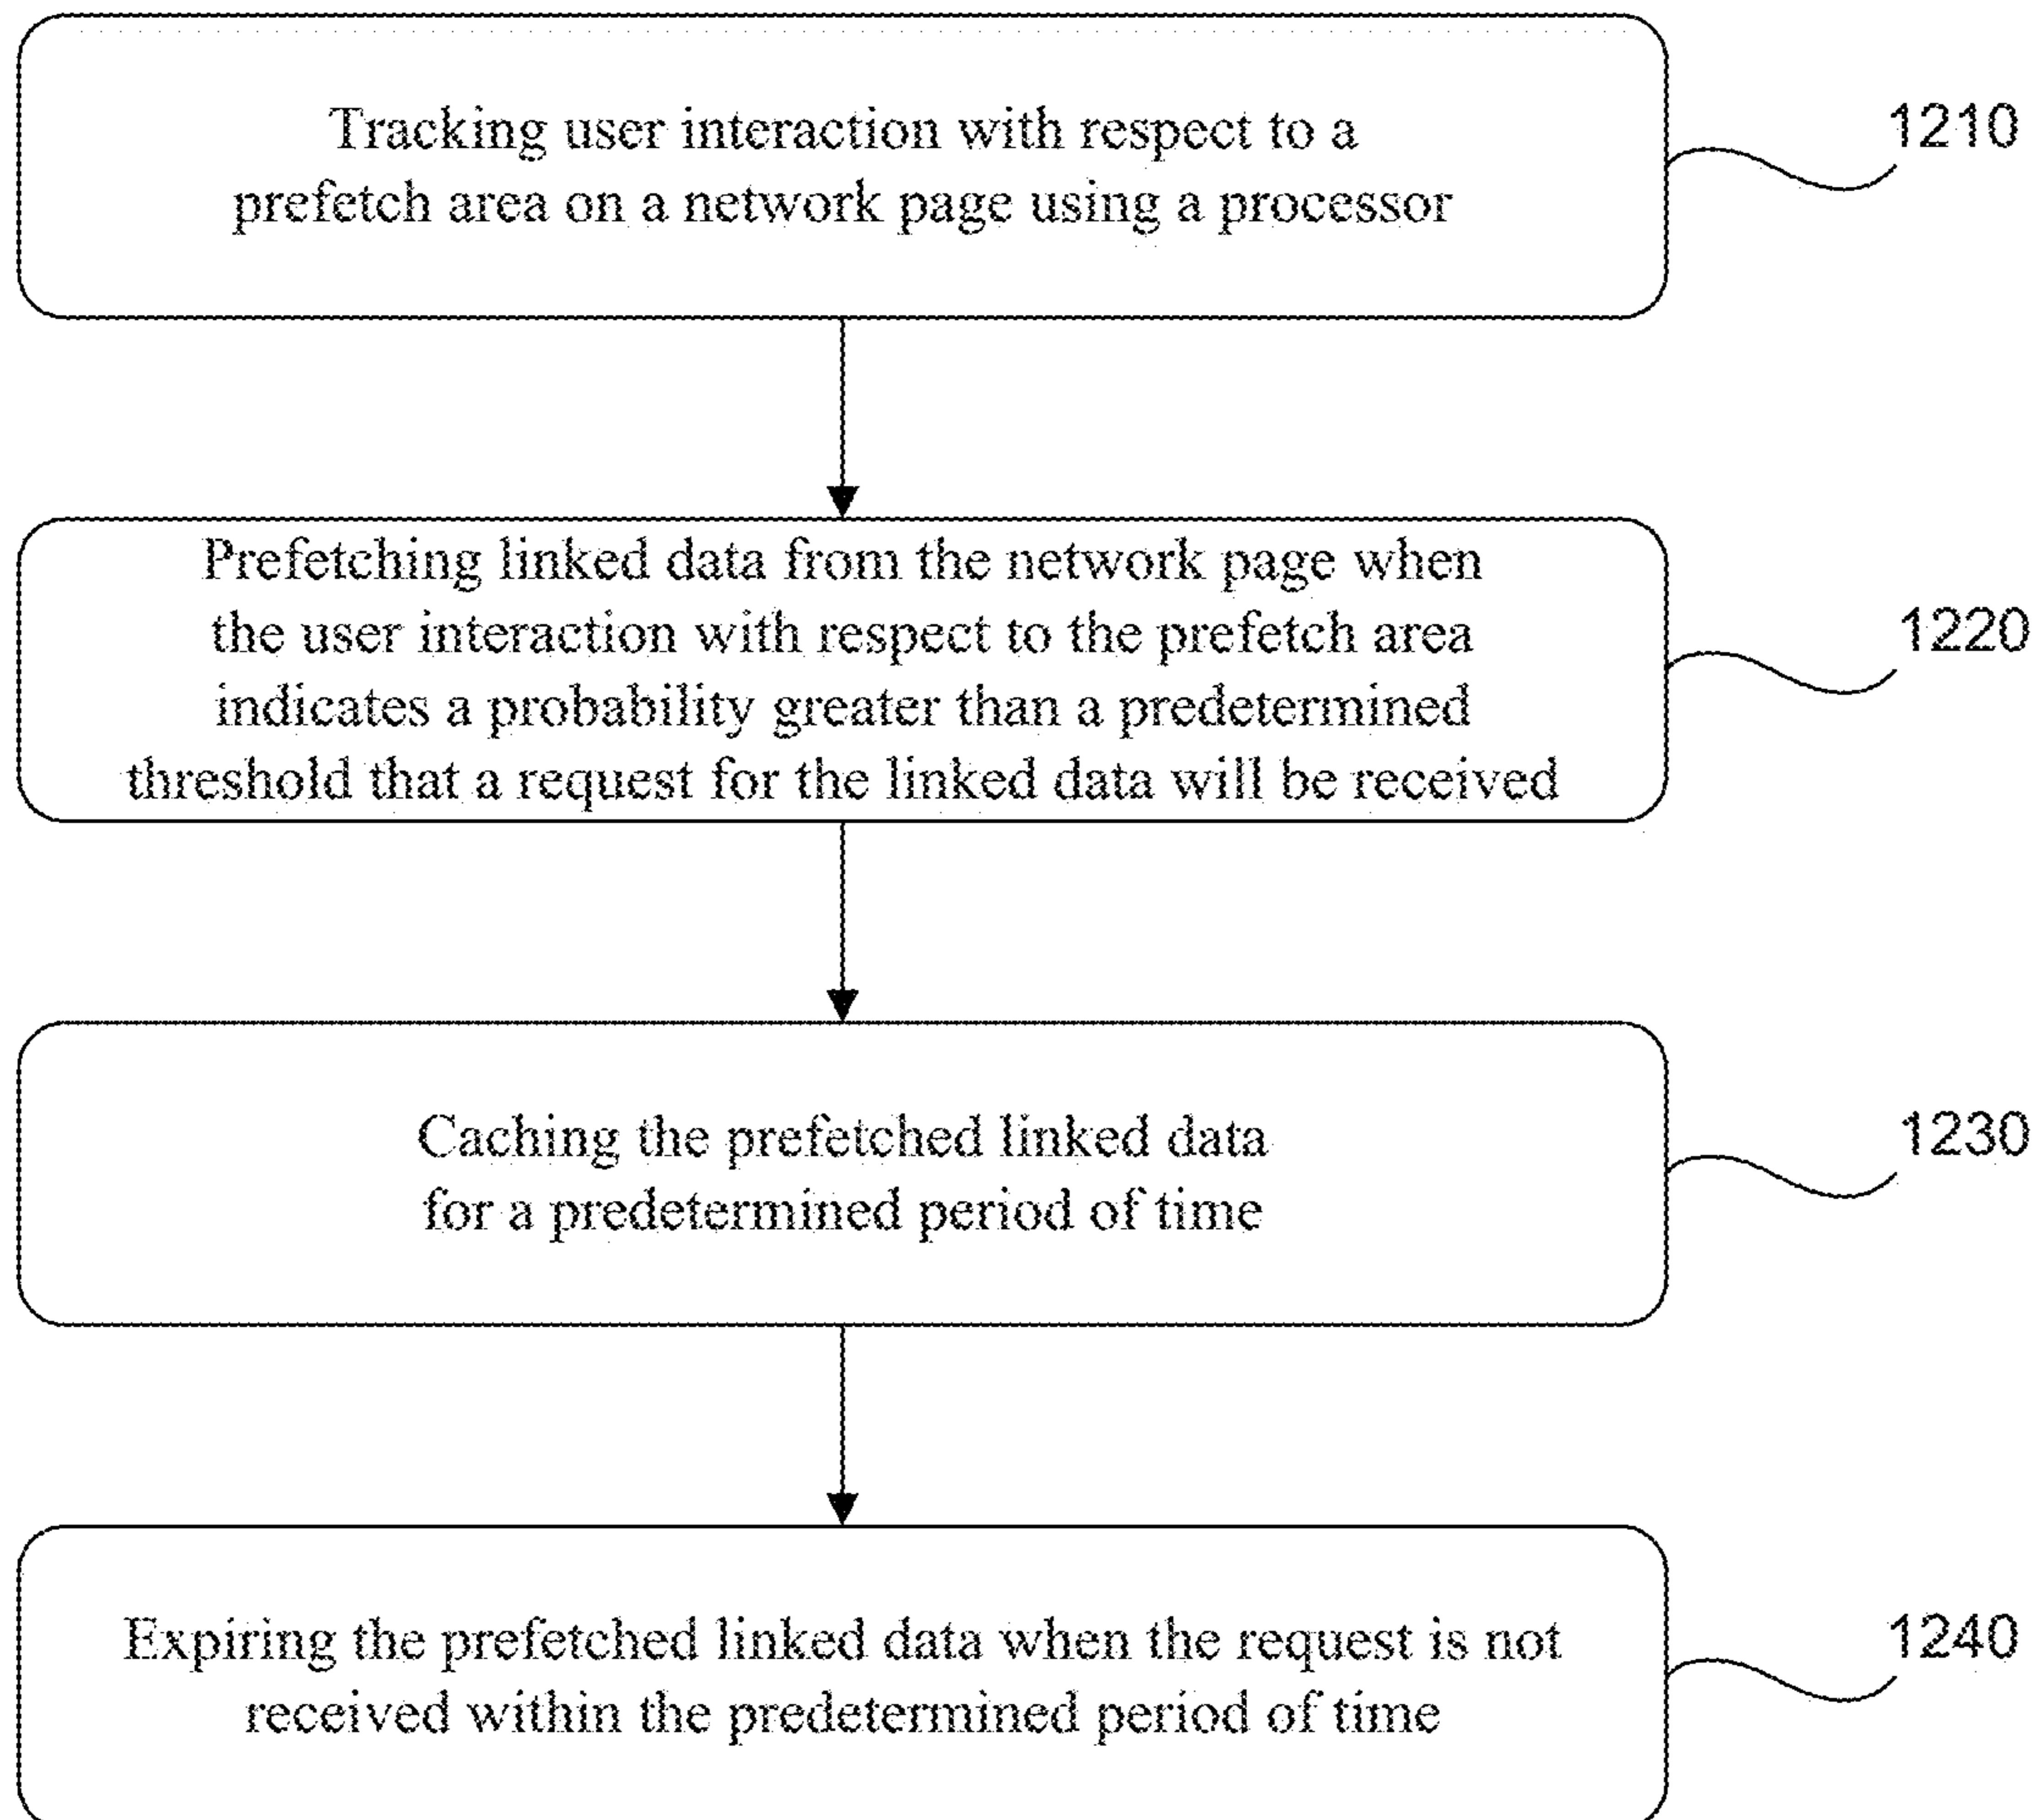 Tracking user interaction with respect to a
prefetch area on a network page using a processor
1210
Prefetching linked data from the network page when
the user interaction with respect to the prefetch area
indicates a probability greater than a predetermined
threshold that a request for the linked data will be received
1220
Caching the prefetched linked data
for a predetermined period of time
1230
Expiring the prefetched linked data when the request is not
received within the predetermined period of time
1240